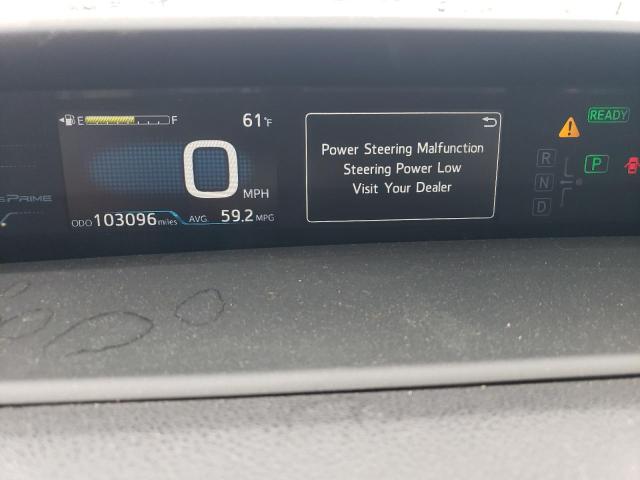 E F 61°F
READY
Power Steering Malfunction
Steering Power Low
Visit Your Dealer
0 MPH
R
N
D
P
PRIME
ODO 103096 miles AVG 59.2 MPG